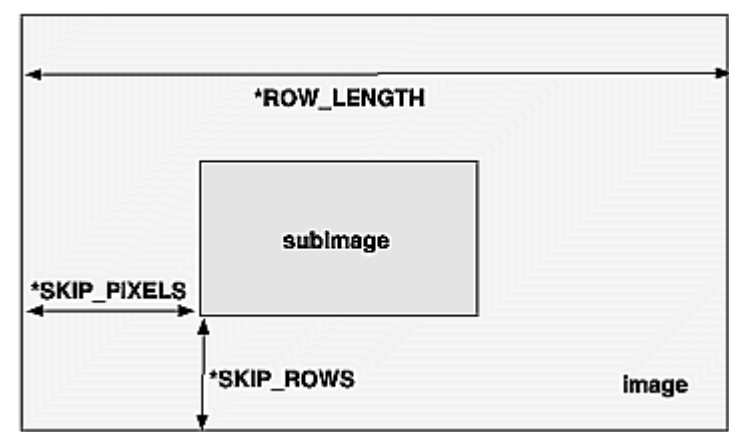 *ROW_LENGTH
subimage
*SKIP_PIXELS
*SKIP_ROWS
image